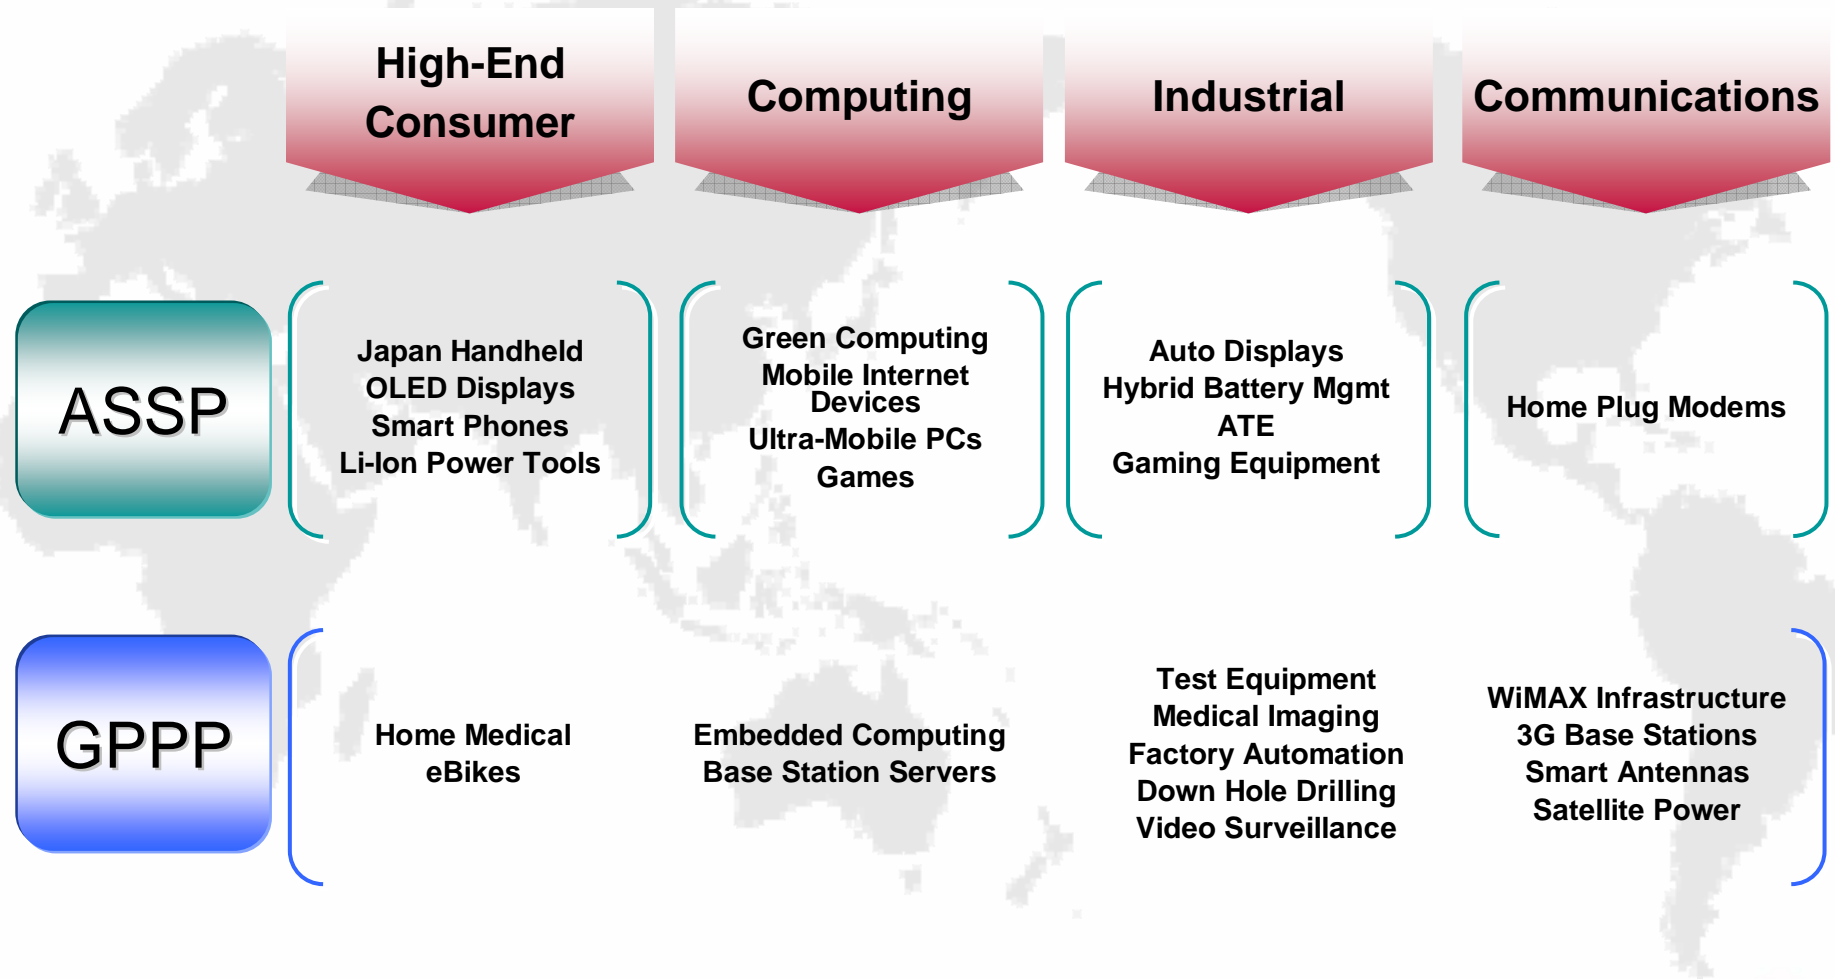 High-End
Consumer
Computing
Industrial
Communications
ASSP
Japan Handheld
OLED Displays
Smart Phones
Li-Ion Power Tools
Green Computing
Mobile Internet
Devices
Ultra-Mobile PCs
Games
Auto Displays
Hybrid Battery Mgmt
ATE
Gaming Equipment
Home Plug Modems
GPPP
Home Medical
eBikes
Embedded Computing
Base Station Servers
Test Equipment
Medical Imaging
Factory Automation
Down Hole Drilling
Video Surveillance
WiMAX Infrastructure
3G Base Stations
Smart Antennas
Satellite Power